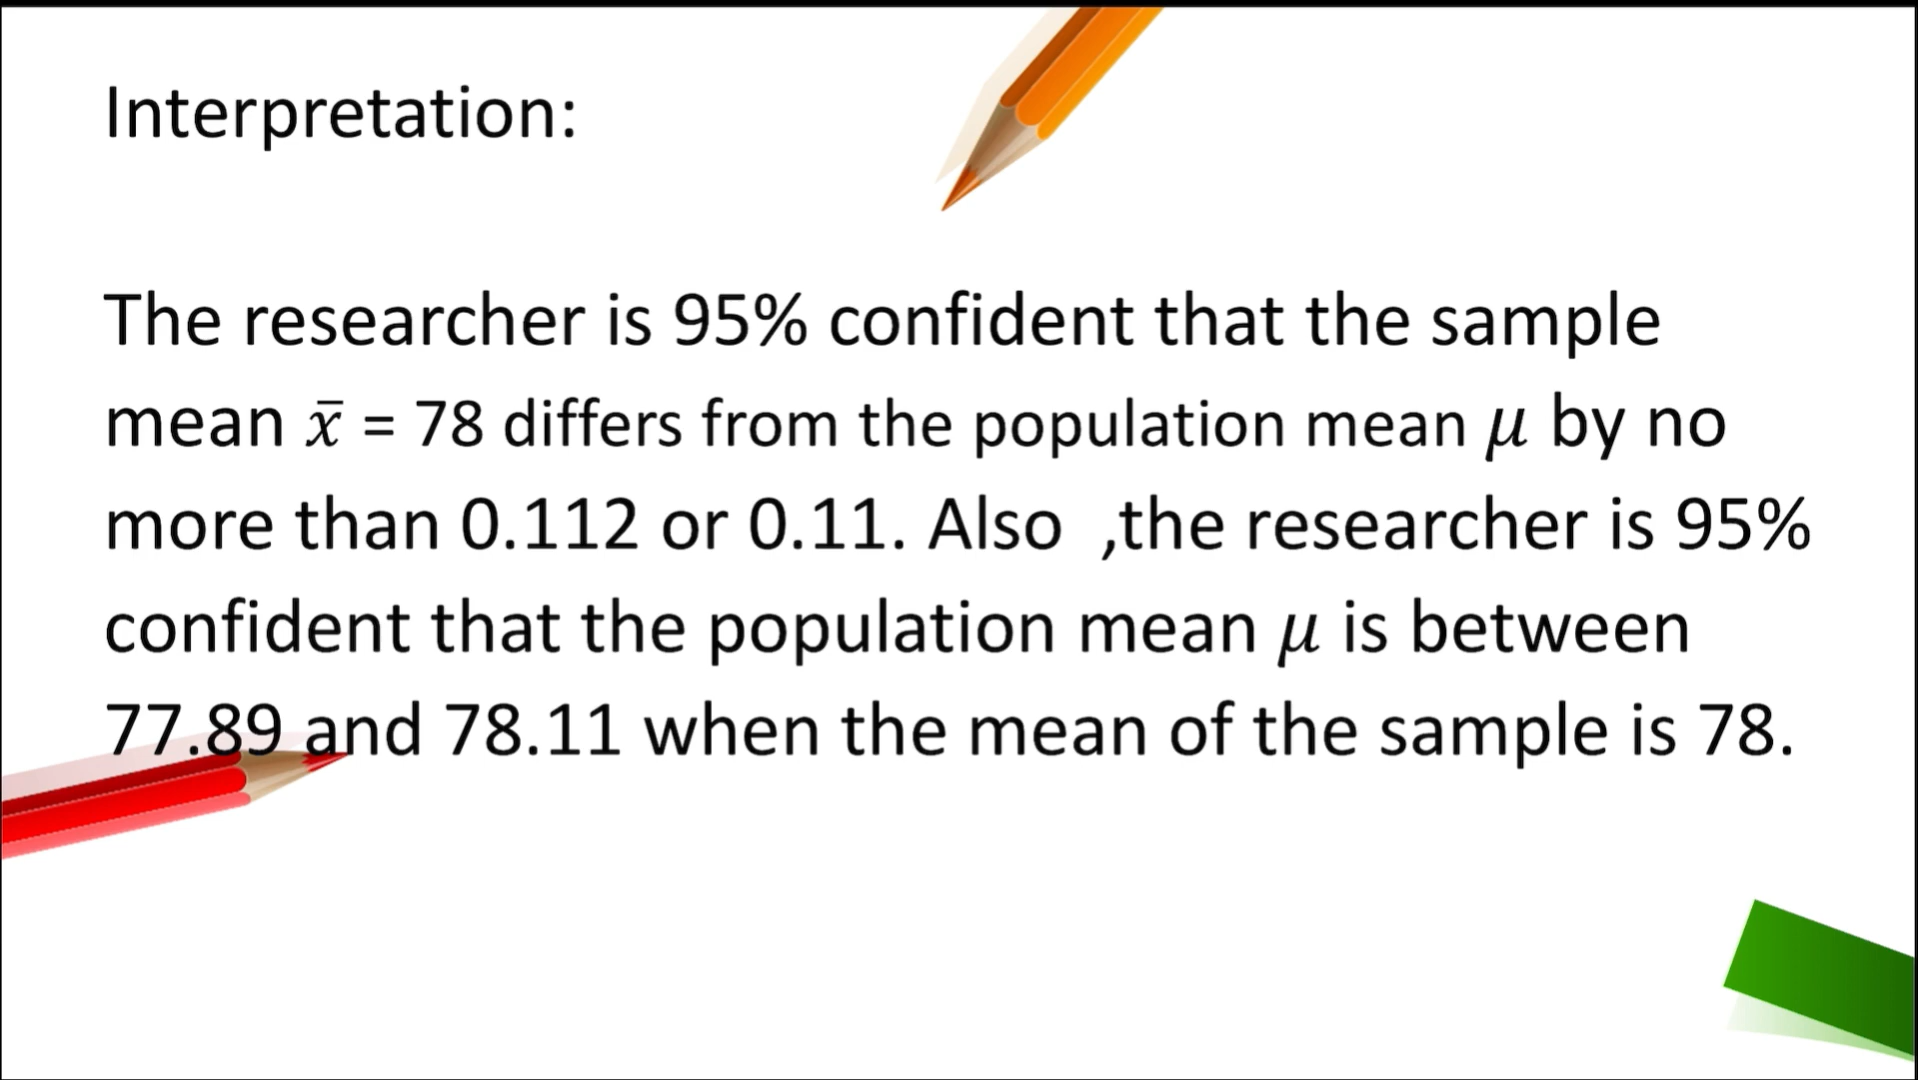 Interpretation:
The researcher is 95% confident that the sample
mean x̄ = 78 differs from the population mean μ by no
more than 0.112 or 0.11. Also  ,the researcher is 95%
confident that the population mean μ is between
77.89 and 78.11 when the mean of the sample is 78.